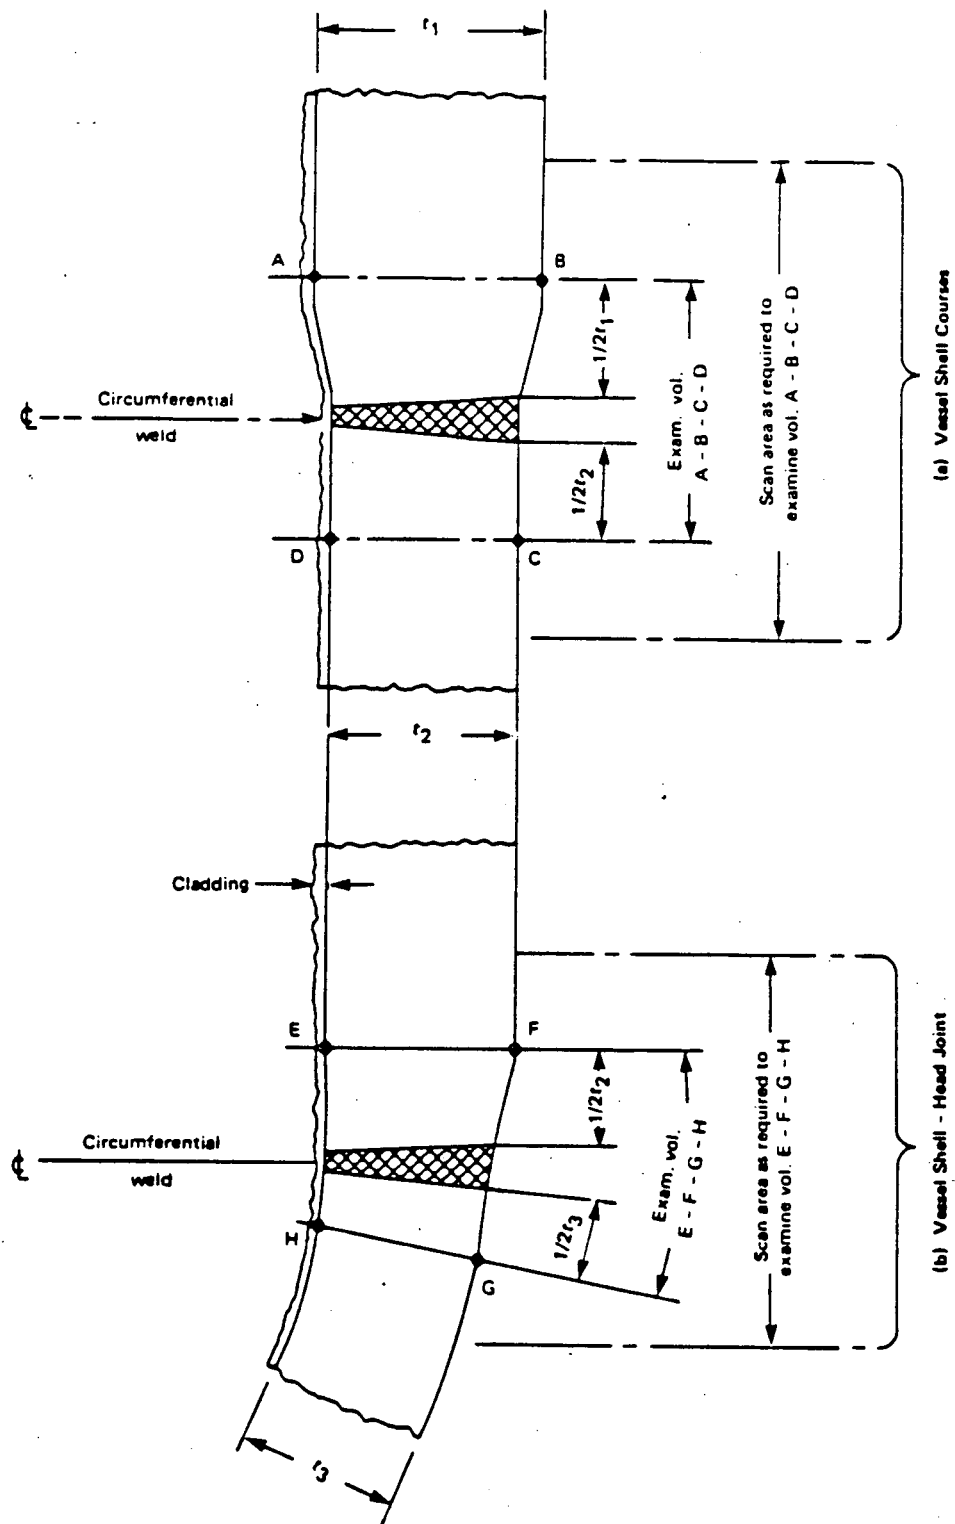 t1
A
B
1/2t1
Circumferential
weld
℄
Exam. vol.
A - B - C - D
Scan area as required to
examine vol. A - B - C - D
(a) Vessel Shell Courses
1/2t2
D
C
t2
Cladding
E
F
1/2t2
Circumferential
weld
℄
Exam. vol.
E - F - G - H
Scan area as required to
examine vol. E - F - G - H
(b) Vessel Shell - Head Joint
H
1/2t3
G
t3